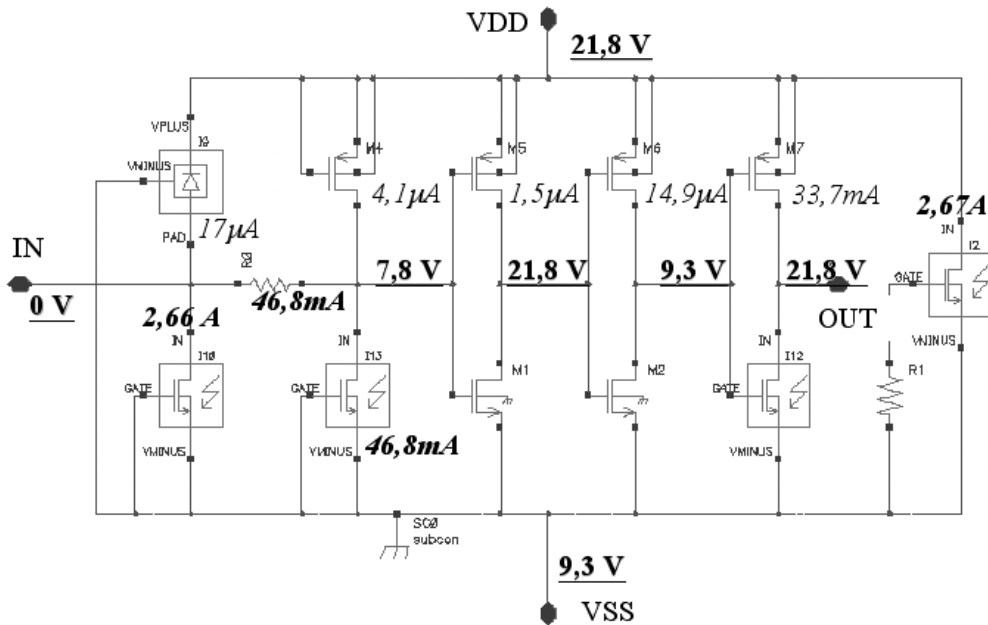 VDD
21,8 V
VPLUS
I9
VMINUS
PAD
17μA
M4
4,1μA
M5
1,5μA
M6
14,9μA
M7
33,7mA
2,67A
IN
I2
GATE
VMINUS
IN
0 V
R3
46,8mA
7,8 V
21,8 V
9,3 V
21,8 V
OUT
2,66 A
IN
I10
GATE
VMINUS
IN
I13
GATE
VMINUS
46,8mA
M1
M2
IN
I12
GATE
VMINUS
R1
SC0
subcon
9,3 V
VSS